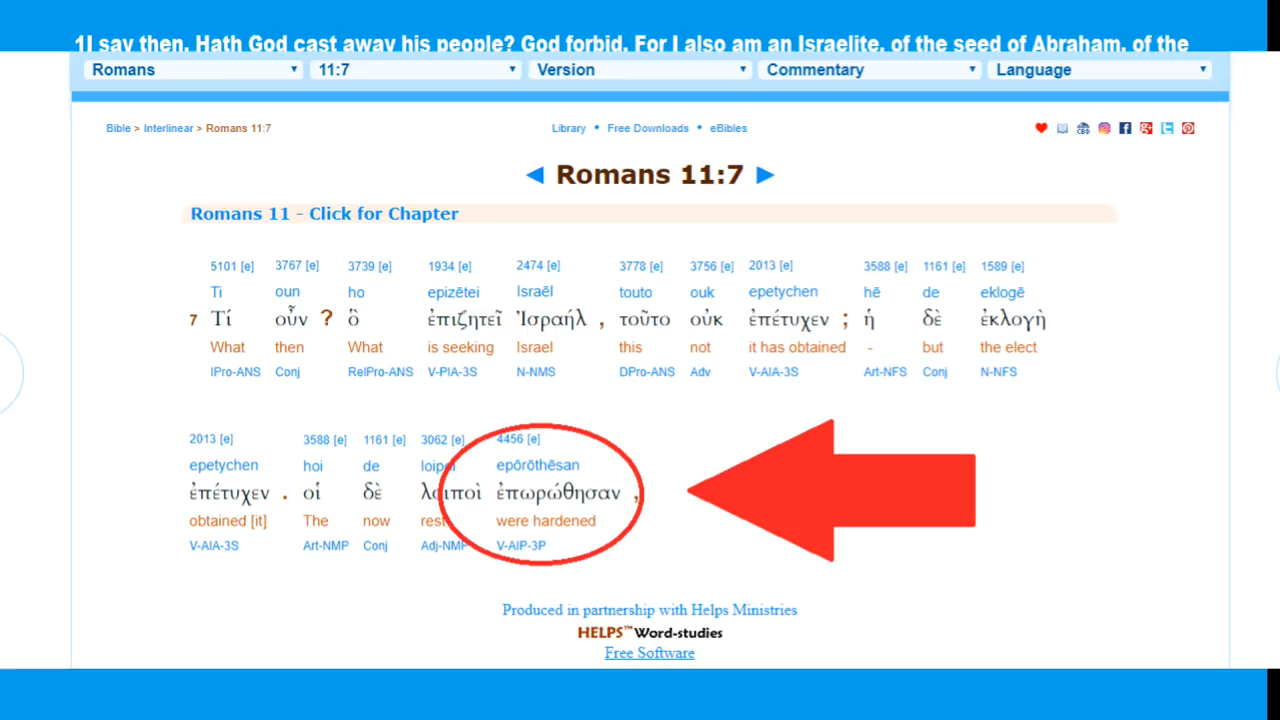 1I say then, Hath God cast away his people? God forbid. For I also am an Israelite, of the seed of Abraham, of the
Romans 11:7 Version Commentary Language
Bible > Interlinear > Romans 11:7 Library • Free Downloads • eBibles
◄ Romans 11:7 ►
Romans 11 - Click for Chapter
5101 [e] 3767 [e] 3739 [e] 1934 [e] 2474 [e] 3778 [e] 3756 [e] 2013 [e] 3588 [e] 1161 [e] 1589 [e]
Ti oun ho epizētei Israēl touto ouk epetychen hē de eklogē
7 Τί οὖν ? ὃ ἐπιζητεῖ Ἰσραήλ , τοῦτο οὐκ ἐπέτυχεν ; ἡ δὲ ἐκλογὴ
What then What is seeking Israel this not it has obtained - but the elect
IPro-ANS Conj RelPro-ANS V-PIA-3S N-NMS DPro-ANS Adv V-AIA-3S Art-NFS Conj N-NFS
2013 [e] 3588 [e] 1161 [e] 3062 [e] 4456 [e]
epetychen hoi de loipoi epōrōthēsan
ἐπέτυχεν . οἱ δὲ λοιποὶ ἐπωρώθησαν ,
obtained [it] The now rest were hardened
V-AIA-3S Art-NMP Conj Adj-NMP V-AIP-3P
Produced in partnership with Helps Ministries
HELPS™ Word-studies
Free Software